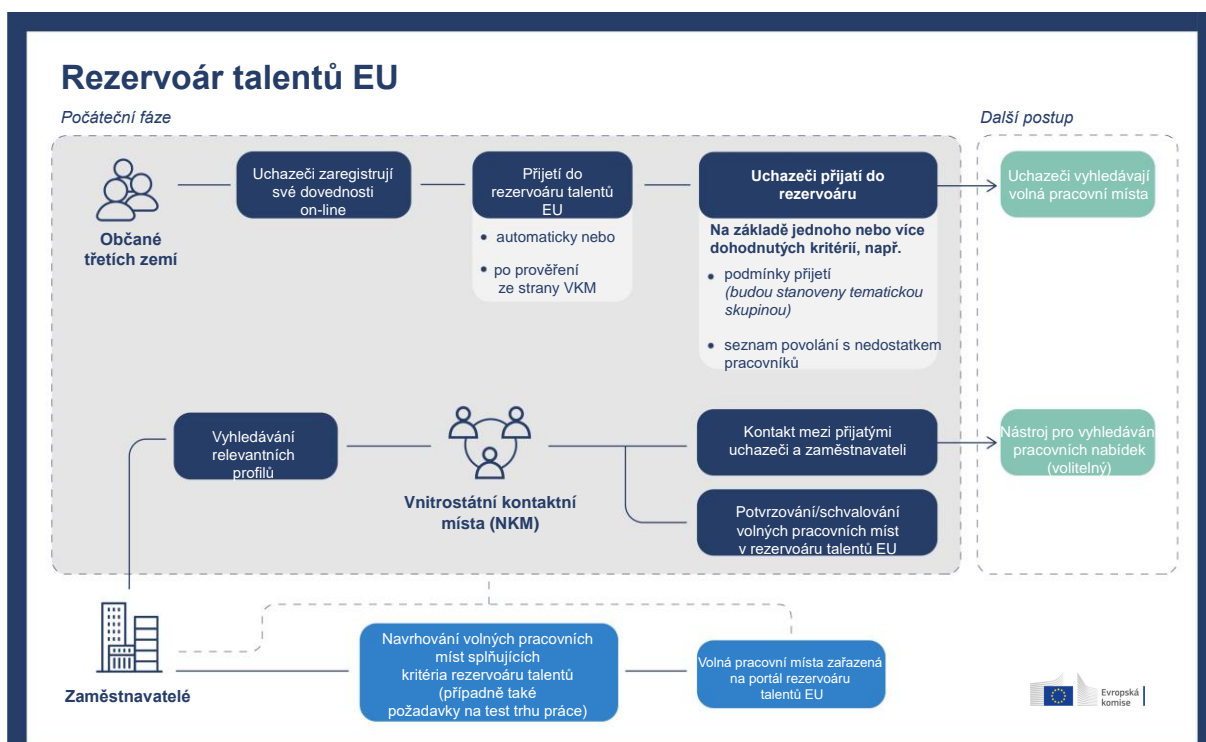 Rezervoár talentů EU
Počáteční fáze
Další postup
Občané
třetích zemí
Uchazeči zaregistrují
své dovednosti
on-line
Přijetí do
rezervoáru talentů
EU
• automaticky nebo
• po prověření
ze strany VKM
Uchazeči přijatí do
rezervoáru
Na základě jednoho nebo více
dohodnutých kritérií, např.
• podmínky přijetí
(budou stanoveny tematickou
skupinou)
• seznam povolání s nedostatkem
pracovníků
Uchazeči vyhledávají
volná pracovní místa
Vyhledávání
relevantních
profilů
Vnitrostátní kontaktní
místa (NKM)
Kontakt mezi přijatými
uchazeči a zaměstnavateli
Potvrzování/schvalování
volných pracovních míst
v rezervoáru talentů EU
Nástroj pro vyhledáván
pracovních nabídek
(volitelný)
Zaměstnavatelé
Navrhování volných pracovních
míst splňujících
kritéria rezervoáru talentů
(případně také
požadavky na test trhu práce)
Volná pracovní místa zařazená
na portál rezervoáru
talentů EU
Evropská
komise